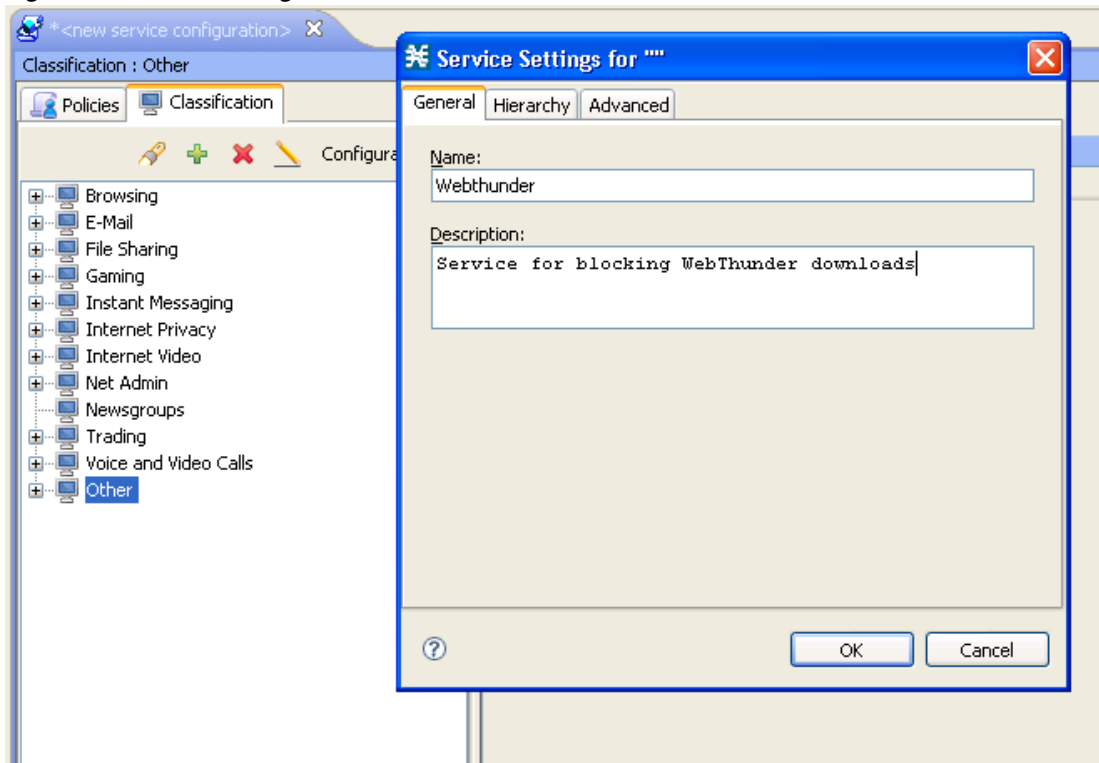 *<new service configuration>
Classification : Other
Policies
Classification
Configura
Browsing
E-Mail
File Sharing
Gaming
Instant Messaging
Internet Privacy
Internet Video
Net Admin
Newsgroups
Trading
Voice and Video Calls
Other
Service Settings for ""
General
Hierarchy
Advanced
Name:
Webthunder
Description:
Service for blocking WebThunder downloads
OK
Cancel